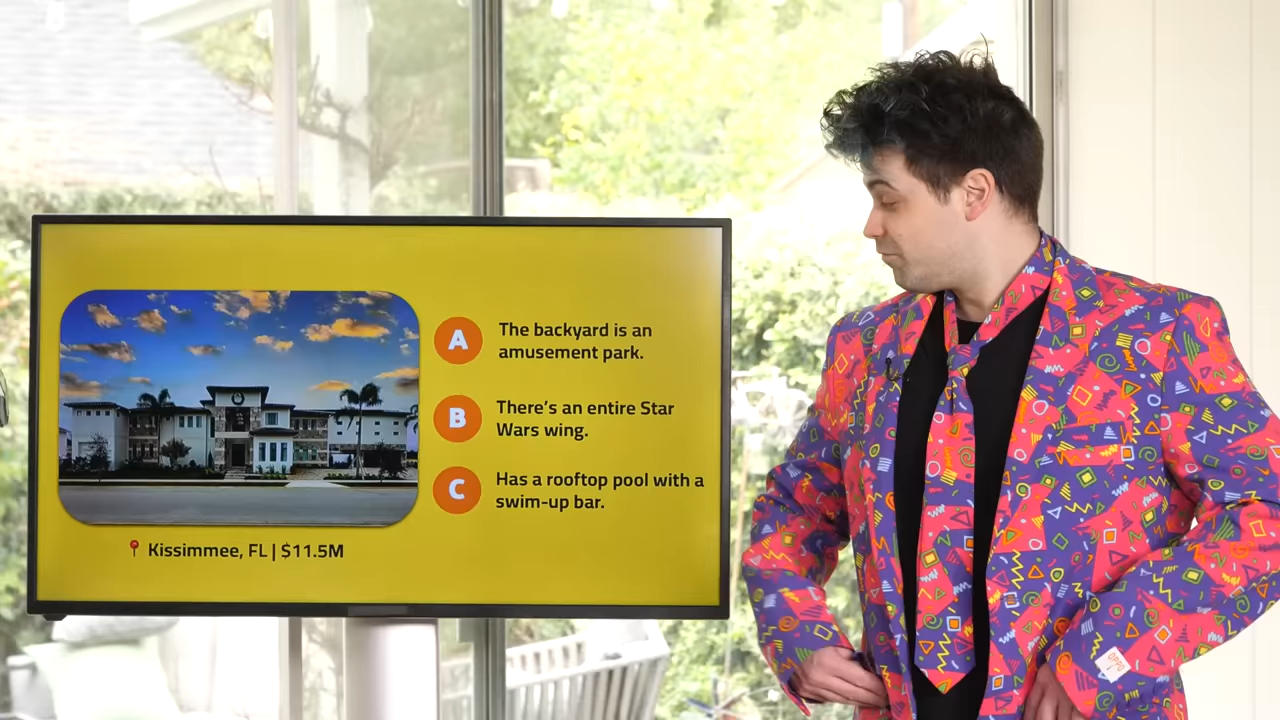 A
The backyard is an
amusement park.
B
There's an entire Star
Wars wing.
C
Has a rooftop pool with a
swim-up bar.
Kissimmee, FL | $11.5M
OPPO